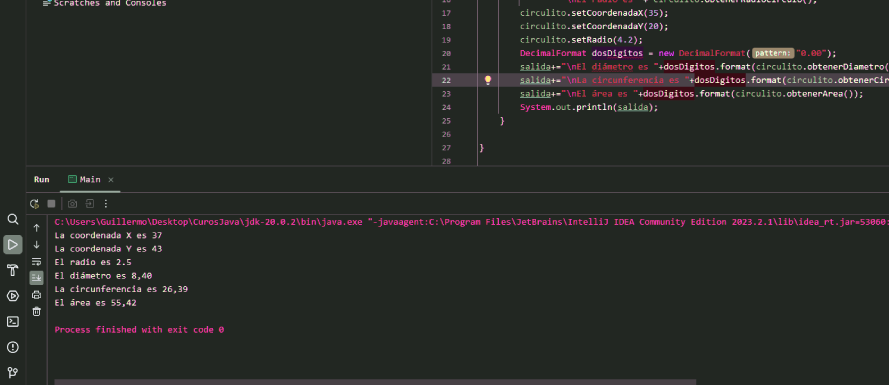 Scratches and Consoles
16 "\nEl radio es "+ circulito.obtenerRadioCirculo();
17 circulito.setCoordenadaX(35);
18 circulito.setCoordenadaY(20);
19 circulito.setRadio(4.2);
20 DecimalFormat dosDigitos = new DecimalFormat( pattern: "0.00");
21 salida+="\nEl diámetro es "+dosDigitos.format(circulito.obtenerDiametro(
22 salida+="\nLa circunferencia es "+dosDigitos.format(circulito.obtenerCir
23 salida+="\nEl área es "+dosDigitos.format(circulito.obtenerArea());
24 System.out.println(salida);
25 }
26
27 }
28
Run Main ×
C:\Users\Guillermo\Desktop\CurosJava\jdk-20.0.2\bin\java.exe "-javaagent:C:\Program Files\JetBrains\IntelliJ IDEA Community Edition 2023.2.1\lib\idea_rt.jar=53060:
La coordenada X es 37
La coordenada Y es 43
El radio es 2.5
El diámetro es 8,40
La circunferencia es 26,39
El área es 55,42
Process finished with exit code 0